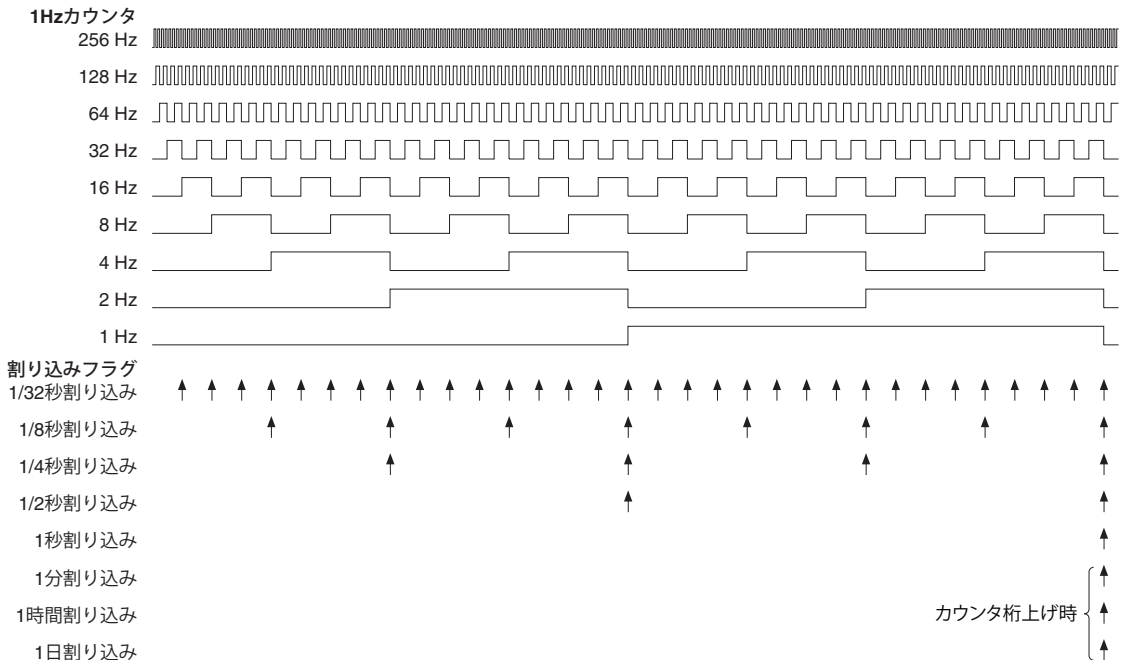 1Hzカウンタ
256 Hz
128 Hz
64 Hz
32 Hz
16 Hz
8 Hz
4 Hz
2 Hz
1 Hz
割り込みフラグ
1/32秒割り込み
1/8秒割り込み
1/4秒割り込み
1/2秒割り込み
1秒割り込み
1分割り込み
1時間割り込み
カウンタ桁上げ時
1日割り込み